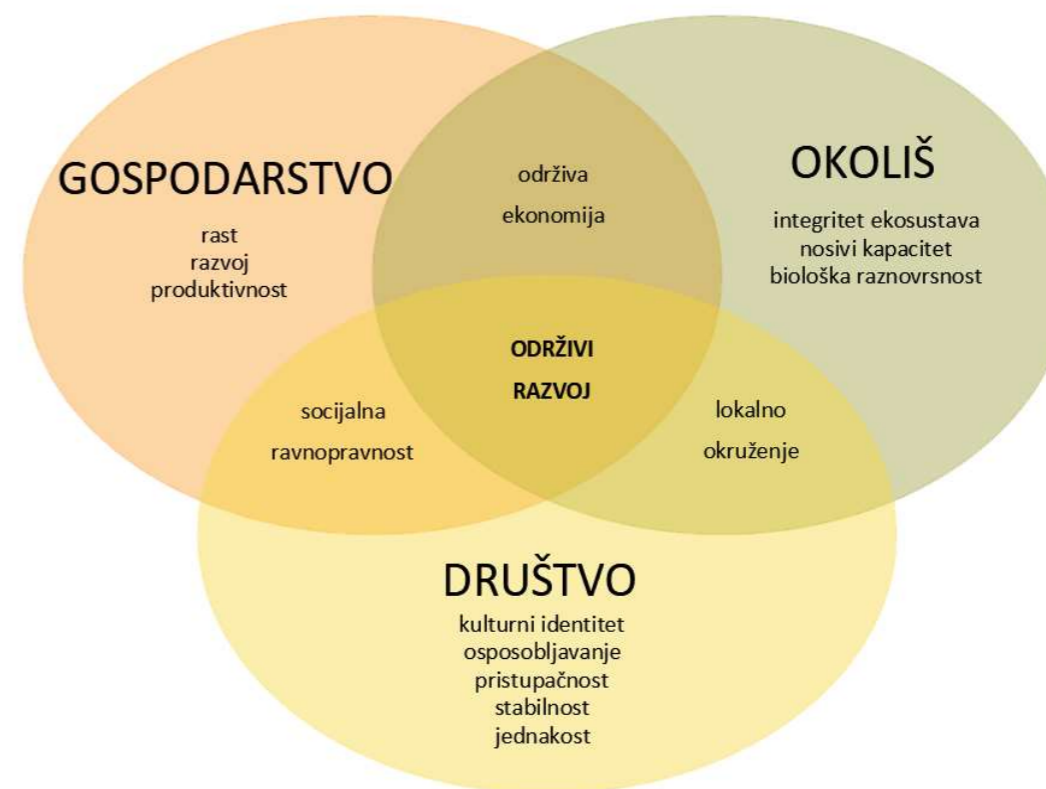 GOSPODARSTVO
rast
razvoj
produktivnost
održiva
ekonomija
OKOLIŠ
integritet ekosustava
nosivi kapacitet
biološka raznovrsnost
ODRŽIVI
RAZVOJ
socijalna
ravnopravnost
lokalno
okruženje
DRUŠTVO
kulturni identitet
osposobljavanje
pristupačnost
stabilnost
jednakost